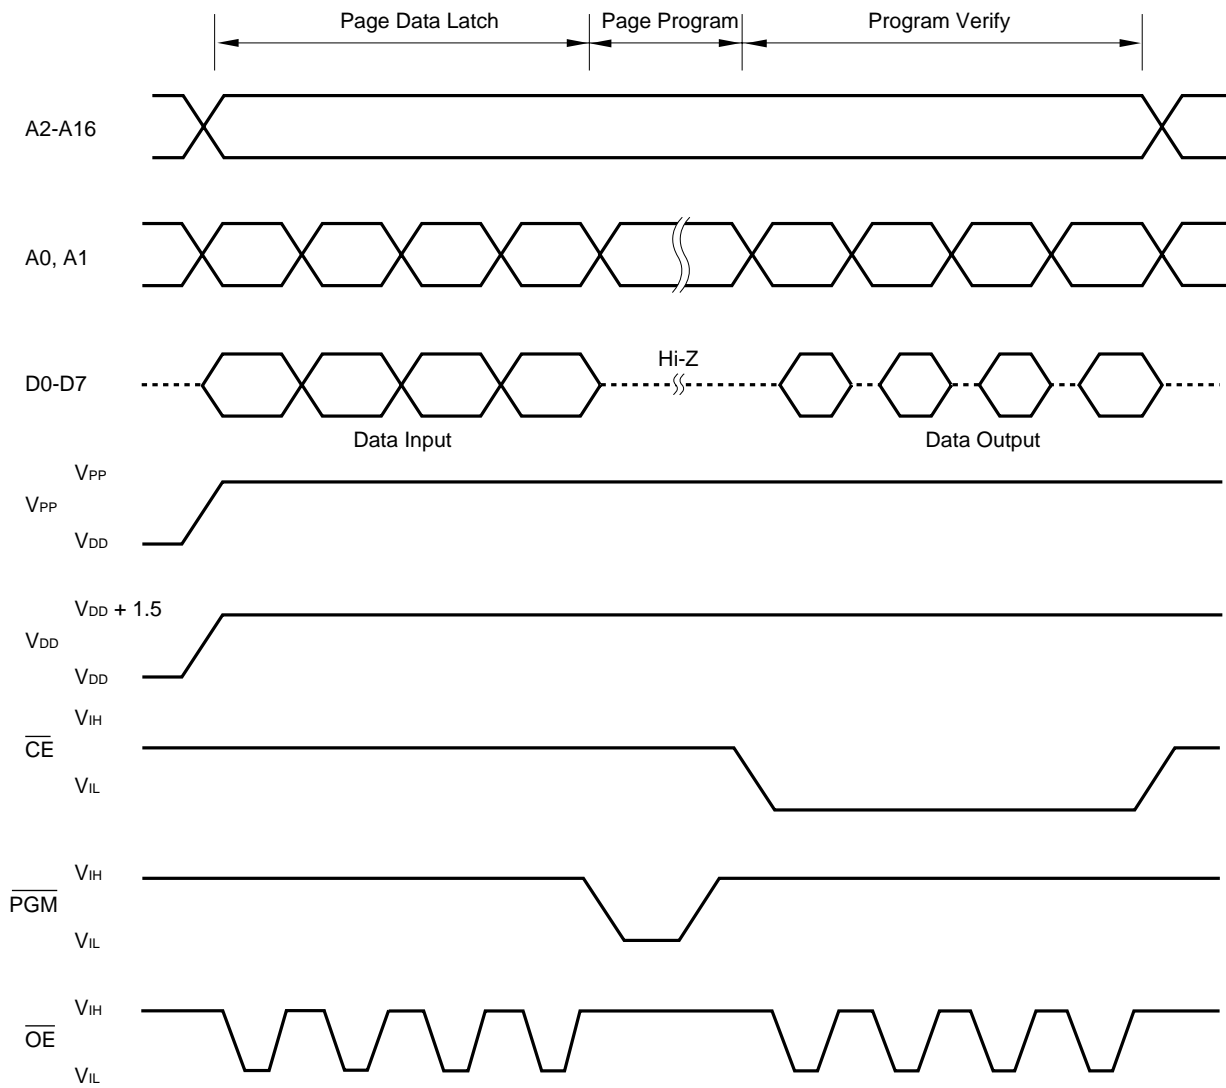 Page Data Latch Page Program Program Verify
A2-A16
A0, A1
Hi-Z
D0-D7
Data Input Data Output
VPP
VPP
VDD
VDD + 1.5
VDD
VDD
VIH
CE
VIL
VIH
PGM
VIL
VIH
OE
VIL